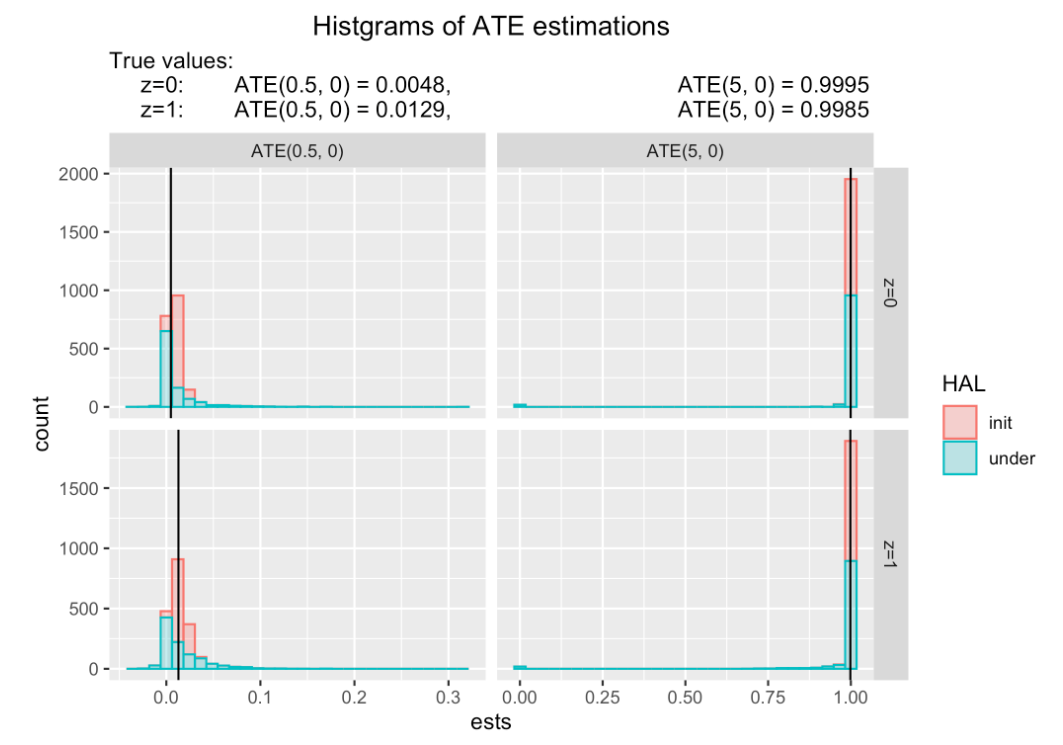 Histgrams of ATE estimations
True values:
z=0: ATE(0.5, 0) = 0.0048, ATE(5, 0) = 0.9995
z=1: ATE(0.5, 0) = 0.0129, ATE(5, 0) = 0.9985
ATE(0.5, 0) ATE(5, 0)
2000
1500
1000
500
0
z=0
count
1500
1000
500
0
z=1
0.0 0.1 0.2 0.3 0.00 0.25 0.50 0.75 1.00
ests
HAL
init
under